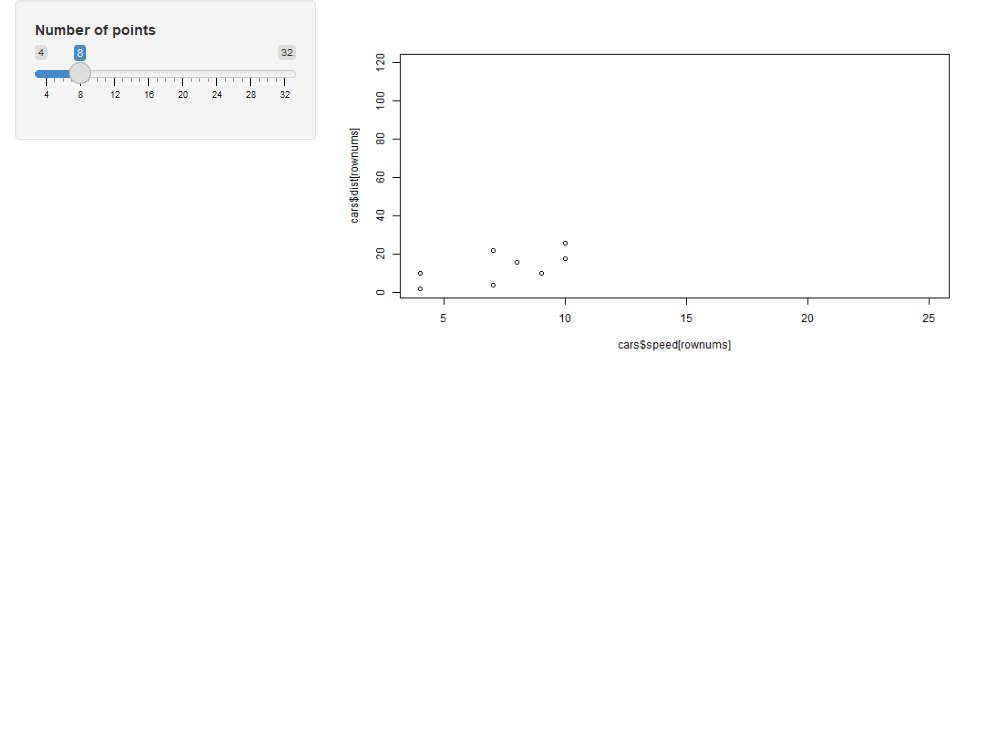 Number of points
4 8 32
4 8 12 16 20 24 28 32
120
100
80
60
40
20
0
cars$dist[rownums]
5 10 15 20 25
cars$speed[rownums]